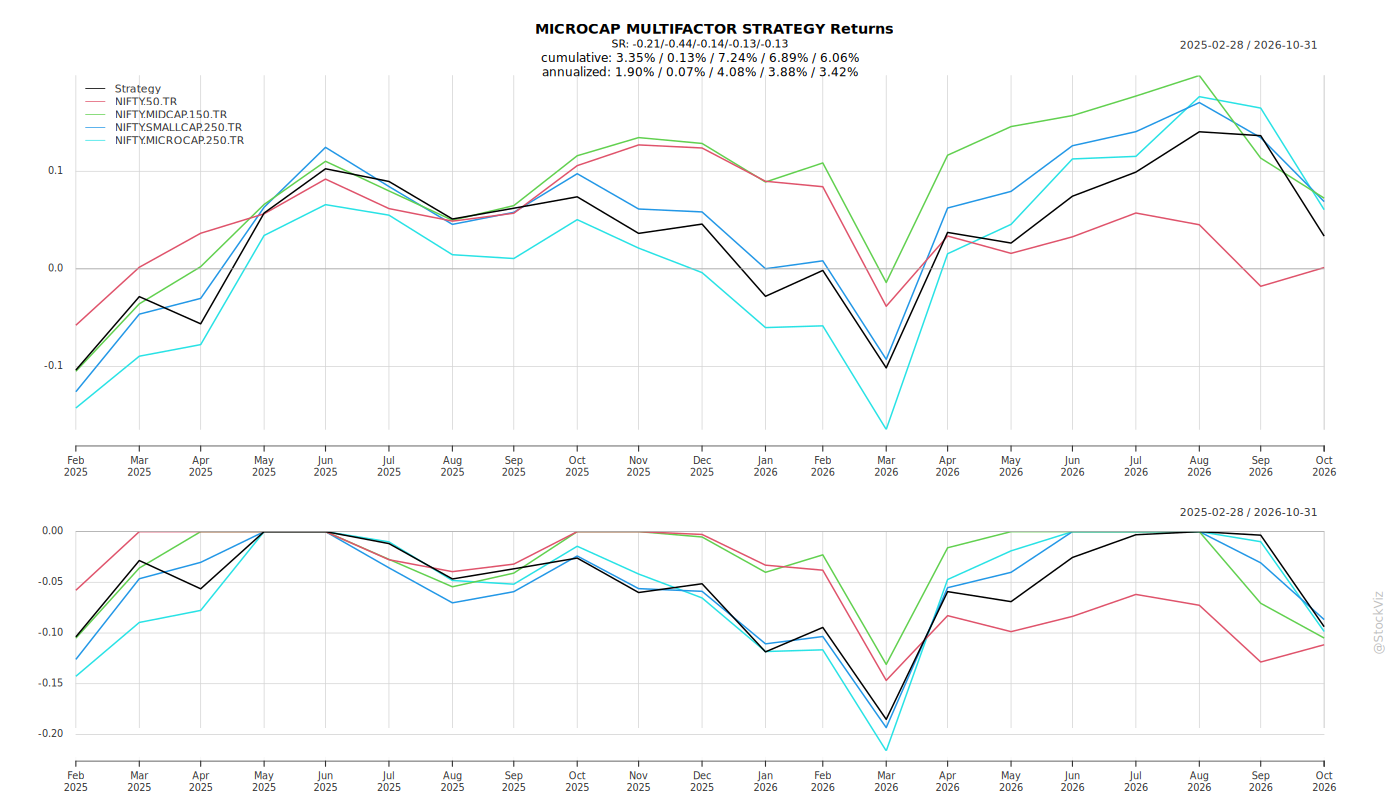 MICROCAP MULTIFACTOR STRATEGY Returns
SR: -0.21/-0.44/-0.14/-0.13/-0.13
cumulative: 3.35% / 0.13% / 7.24% / 6.89% / 6.06%
annualized: 1.90% / 0.07% / 4.08% / 3.88% / 3.42%
2025-02-28 / 2026-10-31
Strategy
NIFTY.50.TR
NIFTY.MIDCAP.150.TR
NIFTY.SMALLCAP.250.TR
NIFTY.MICROCAP.250.TR
0.1
0.0
-0.1
Feb Mar Apr May Jun Jul Aug Sep Oct Nov Dec Jan Feb Mar Apr May Jun Jul Aug Sep Oct
2025 2025 2025 2025 2025 2025 2025 2025 2025 2025 2025 2026 2026 2026 2026 2026 2026 2026 2026 2026 2026
2025-02-28 / 2026-10-31
0.00
-0.05
-0.10
-0.15
-0.20
Feb Mar Apr May Jun Jul Aug Sep Oct Nov Dec Jan Feb Mar Apr May Jun Jul Aug Sep Oct
2025 2025 2025 2025 2025 2025 2025 2025 2025 2025 2025 2026 2026 2026 2026 2026 2026 2026 2026 2026 2026
@StockViz